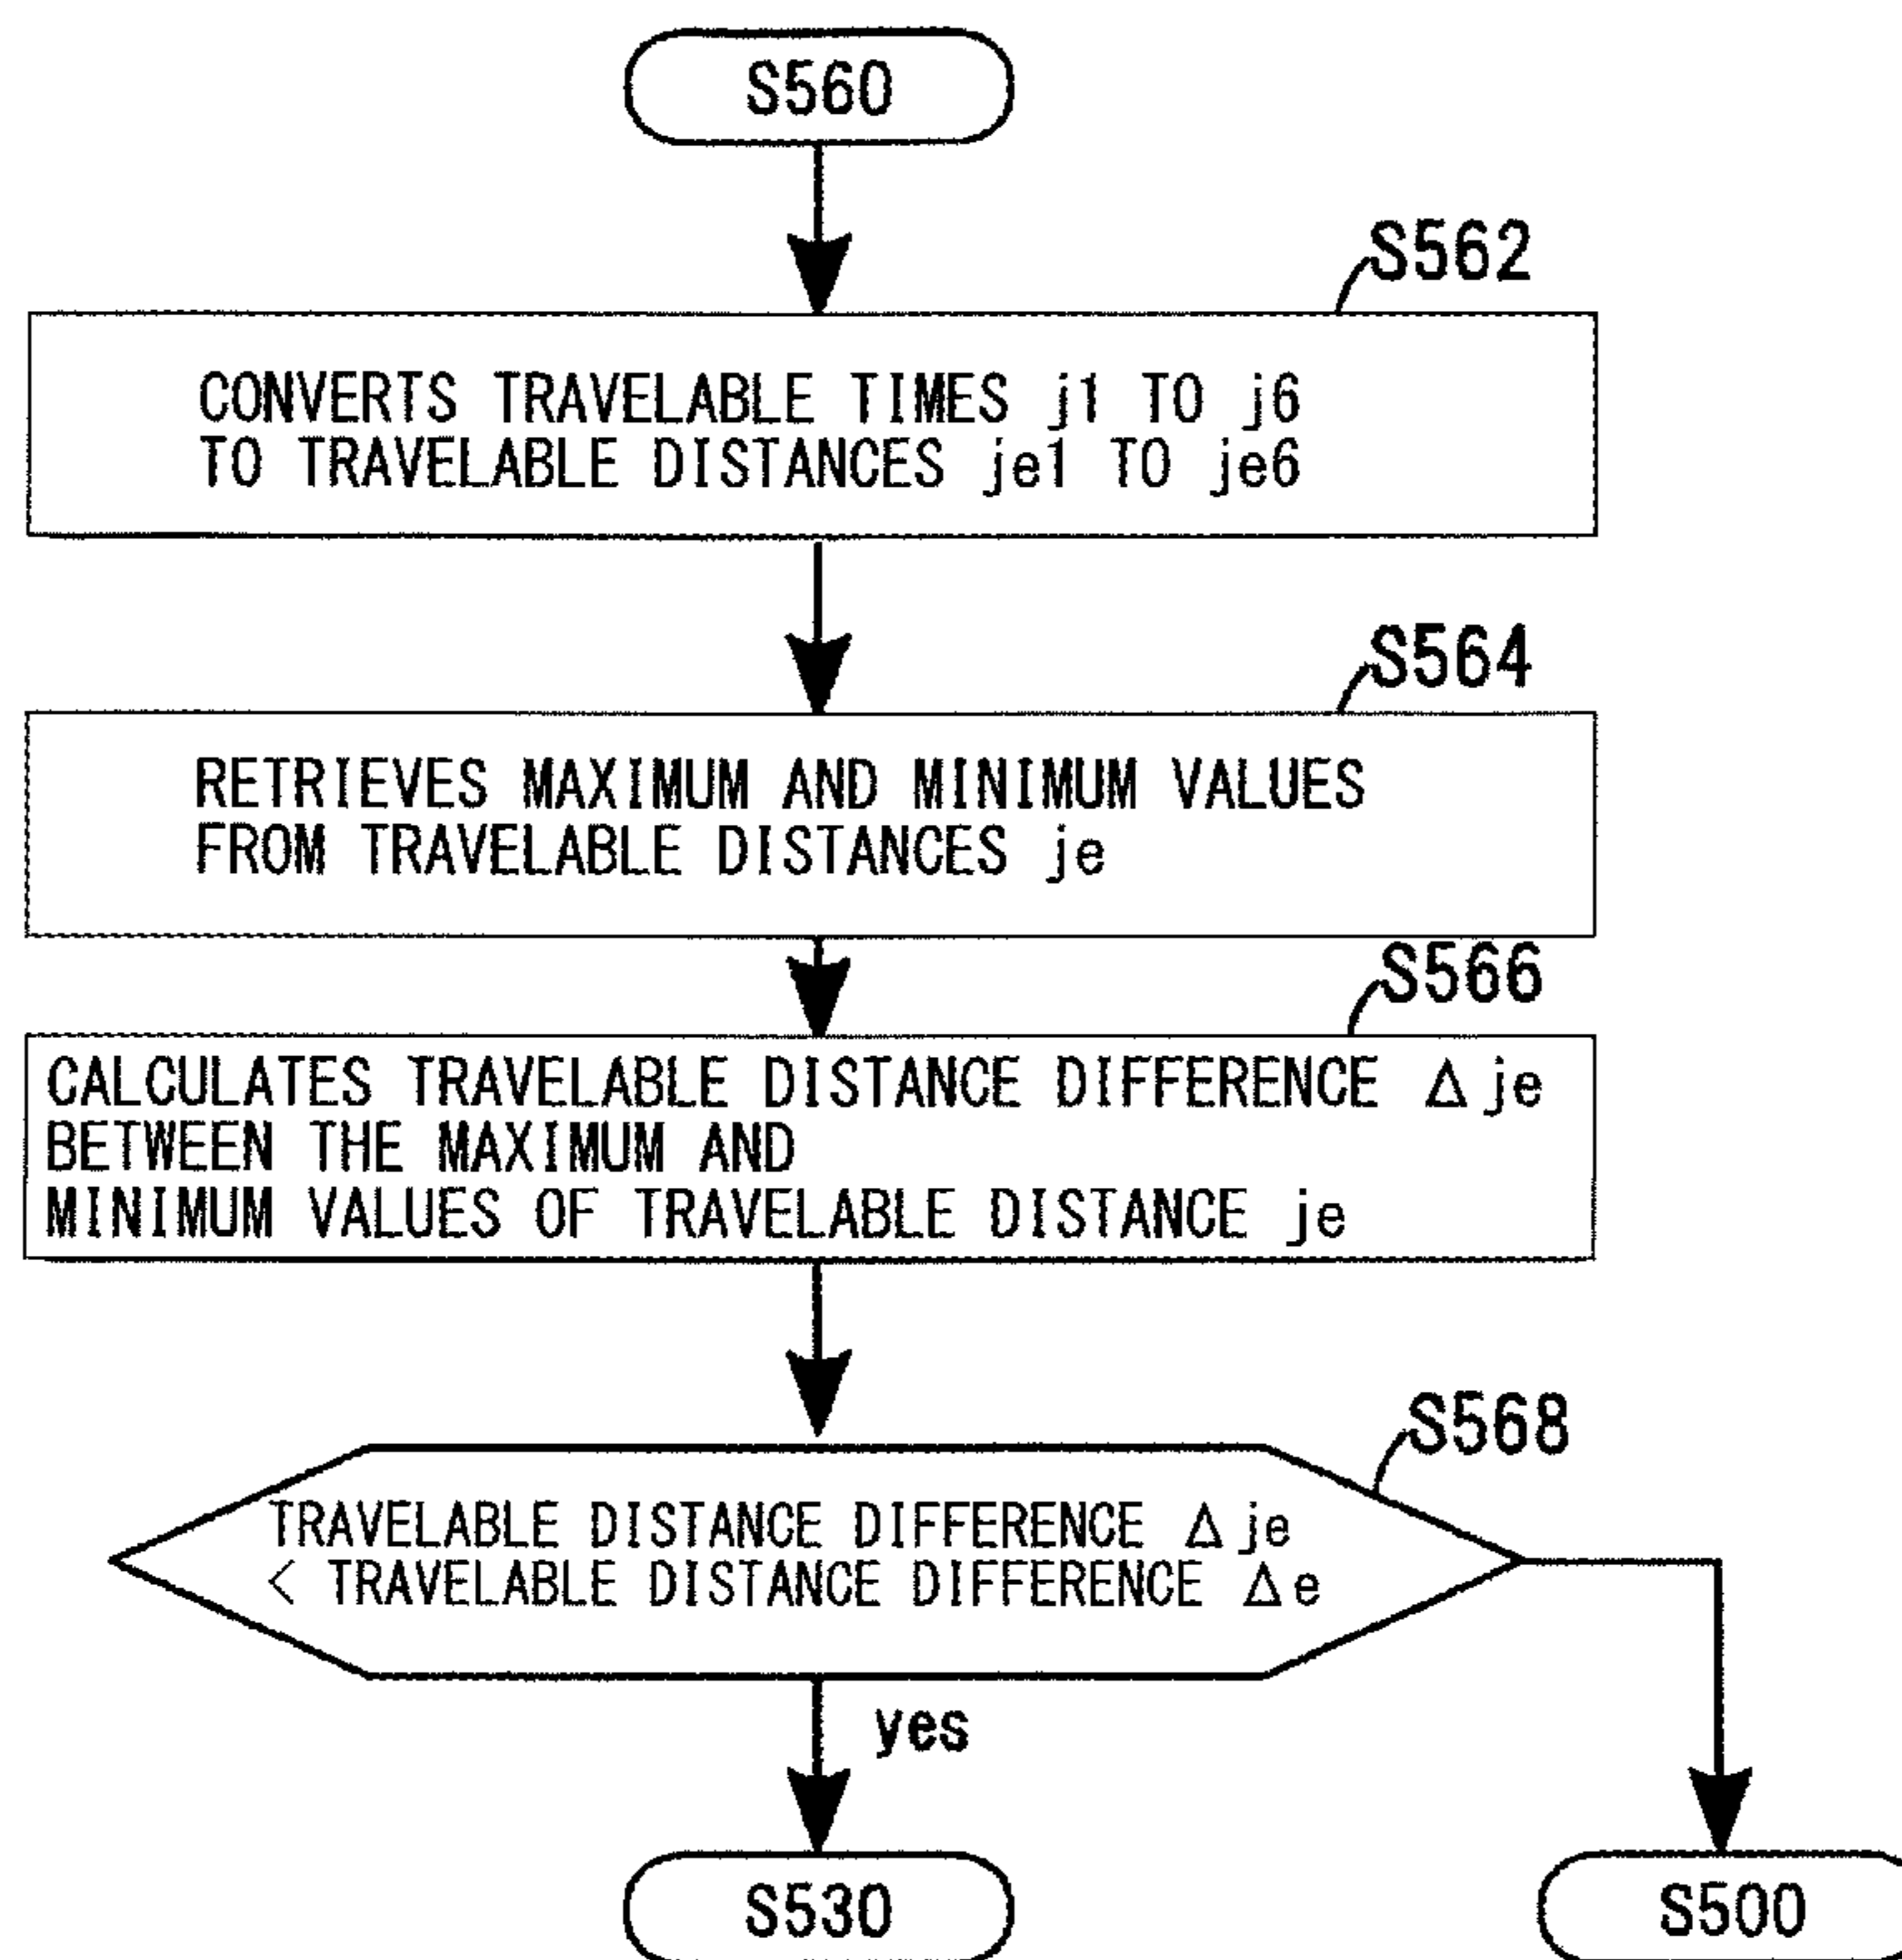 S560
S562
CONVERTS TRAVELABLE TIMES j1 TO j6
TO TRAVELABLE DISTANCES je1 TO je6
S564
RETRIEVES MAXIMUM AND MINIMUM VALUES
FROM TRAVELABLE DISTANCES je
S566
CALCULATES TRAVELABLE DISTANCE DIFFERENCE Δje
BETWEEN THE MAXIMUM AND
MINIMUM VALUES OF TRAVELABLE DISTANCE je
S568
TRAVELABLE DISTANCE DIFFERENCE Δje
< TRAVELABLE DISTANCE DIFFERENCE Δe
yes
S530
S500